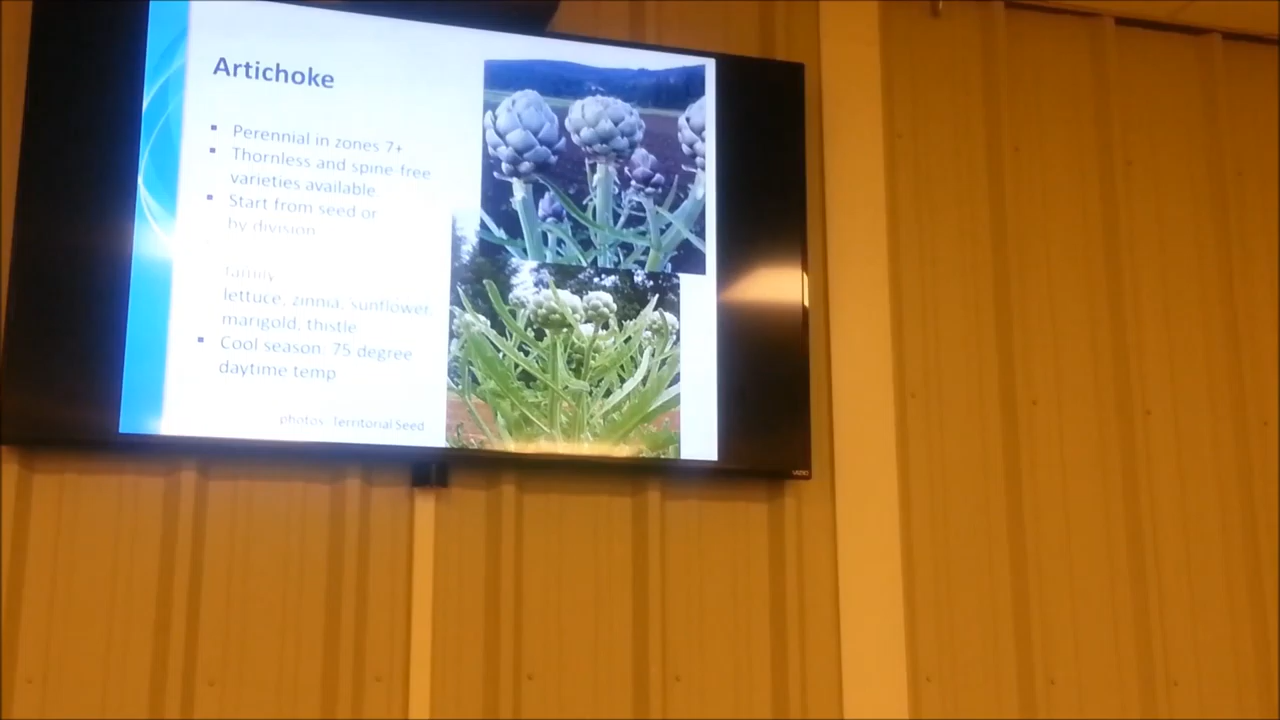 Artichoke
▪ Perennial in zones 7+
▪ Thornless and spine-free
varieties available
▪ Start from seed or
by division
family
lettuce, zinnia, sunflower,
marigold, thistle
▪ Cool season: 75 degree
daytime temp
photos: Territorial Seed
VIZIO